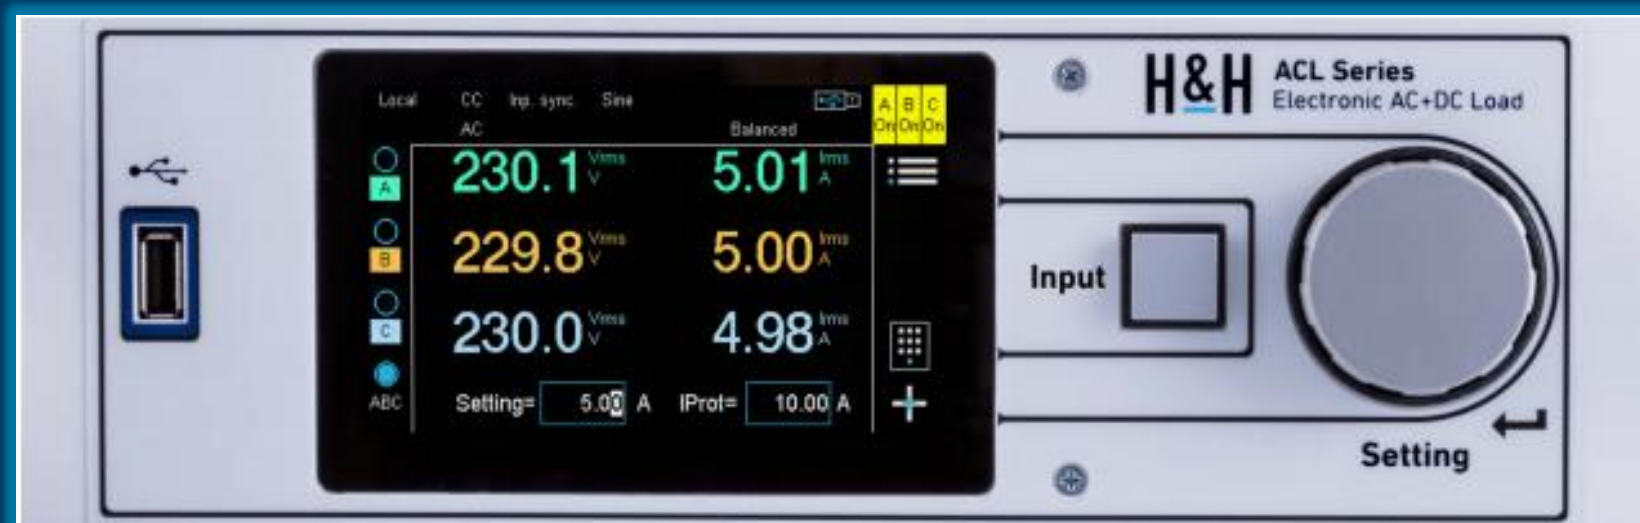 H&H ACL Series
Electronic AC+DC Load
Local CC Inp. sync. Sine
AC Balanced
A B C
On On On
A 230.1 Vrms V 5.01 Irms A
B 229.8 Vrms V 5.00 Irms A
C 230.0 Vrms V 4.98 Irms A
ABC Setting= 5.00 A IProt= 10.00 A
Input
Setting